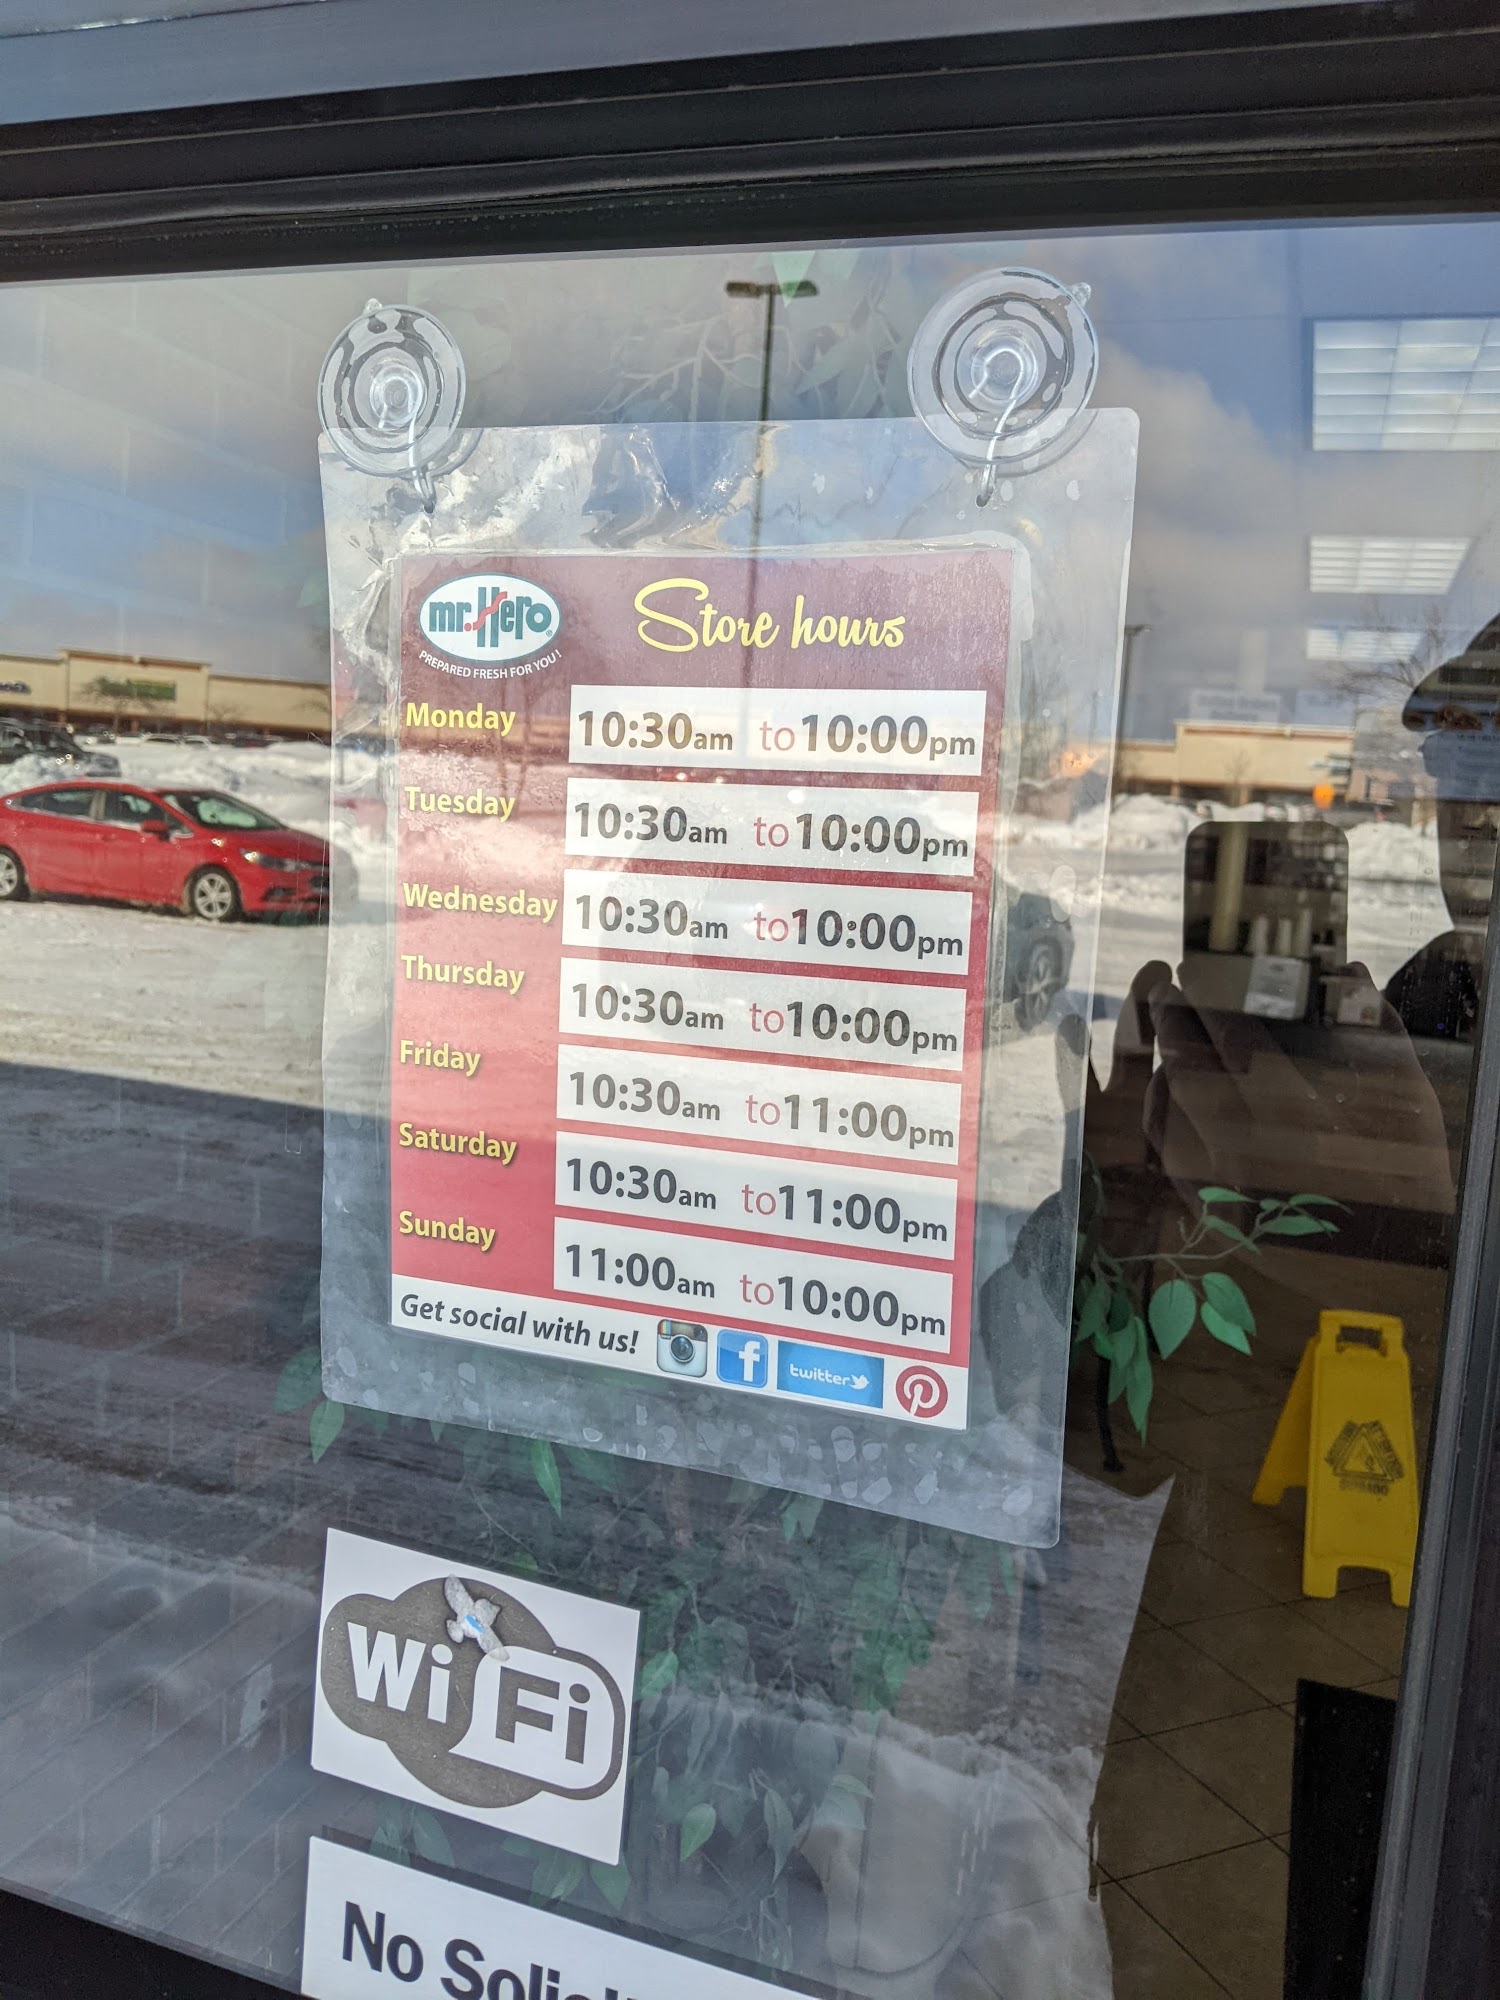 mr.Hero
PREPARED FRESH FOR YOU!
Store hours
Monday 10:30am to 10:00pm
Tuesday 10:30am to 10:00pm
Wednesday 10:30am to 10:00pm
Thursday 10:30am to 10:00pm
Friday 10:30am to 11:00pm
Saturday 10:30am to 11:00pm
Sunday 11:00am to 10:00pm
Get social with us! twitter
WiFi
No